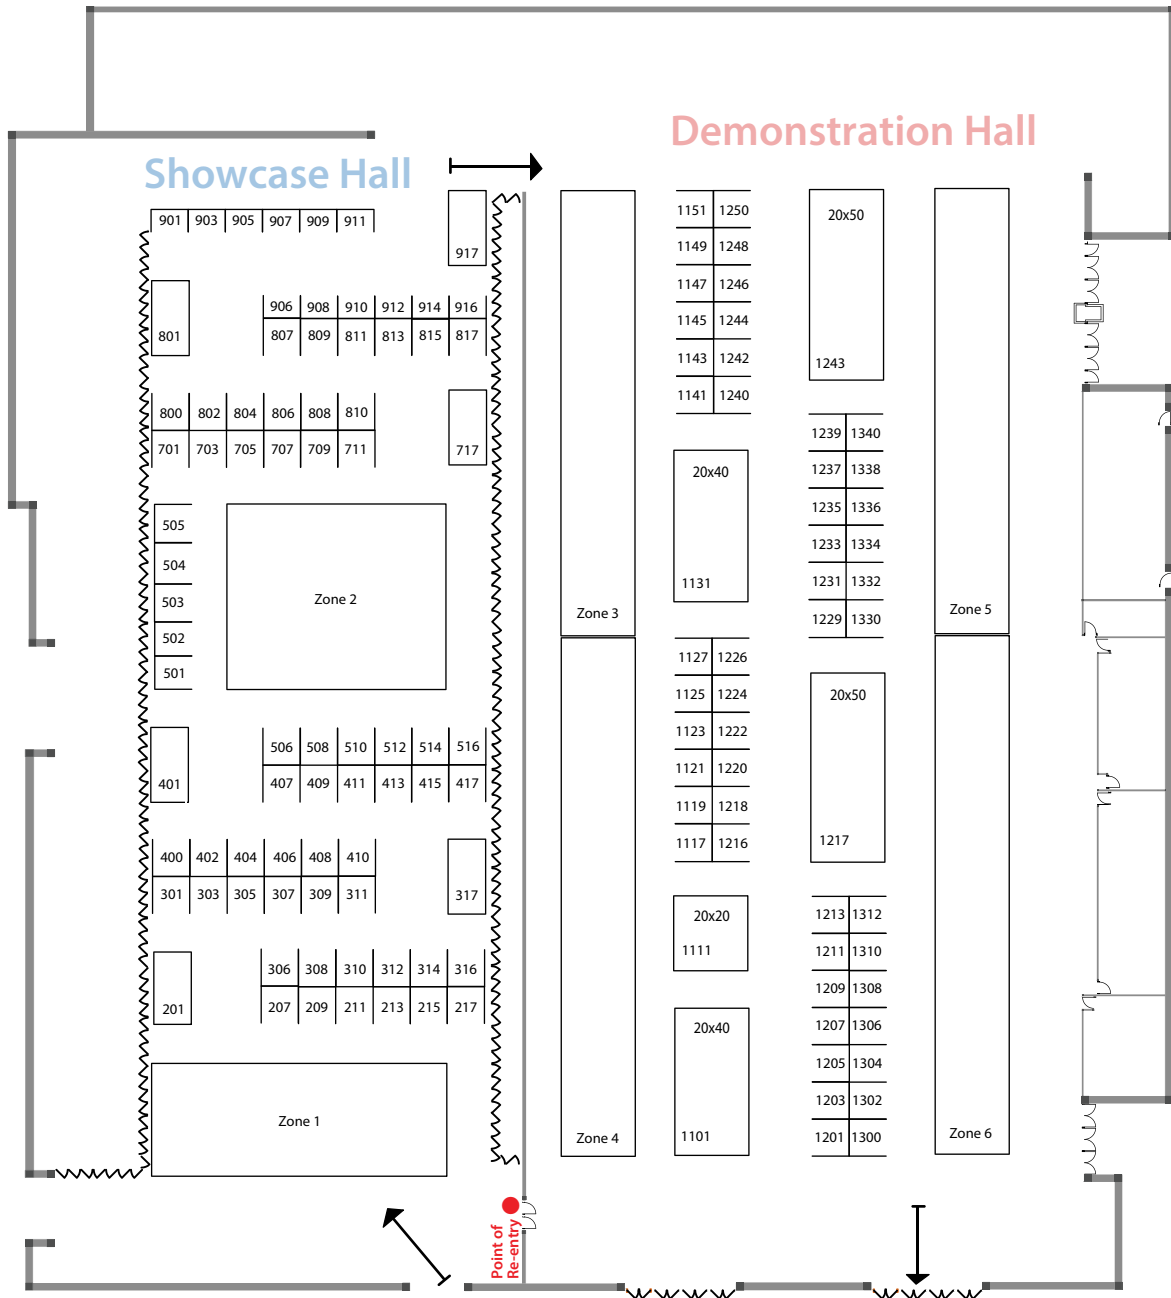 Demonstration Hall
Showcase Hall
901 903 905 907 909 911
917
801
906 908 910 912 914 916
807 809 811 813 815 817
800 802 804 806 808 810
701 703 705 707 709 711
717
505
504
503
502
501
Zone 2
401
506 508 510 512 514 516
407 409 411 413 415 417
400 402 404 406 408 410
301 303 305 307 309 311
317
201
306 308 310 312 314 316
207 209 211 213 215 217
Zone 1
Point of
Re-entry
Zone 3
Zone 4
1151 1250
1149 1248
1147 1246
1145 1244
1143 1242
1141 1240
20x40
1131
1127 1226
1125 1224
1123 1222
1121 1220
1119 1218
1117 1216
20x20
1111
20x40
1101
20x50
1243
1239 1340
1237 1338
1235 1336
1233 1334
1231 1332
1229 1330
20x50
1217
1213 1312
1211 1310
1209 1308
1207 1306
1205 1304
1203 1302
1201 1300
Zone 5
Zone 6